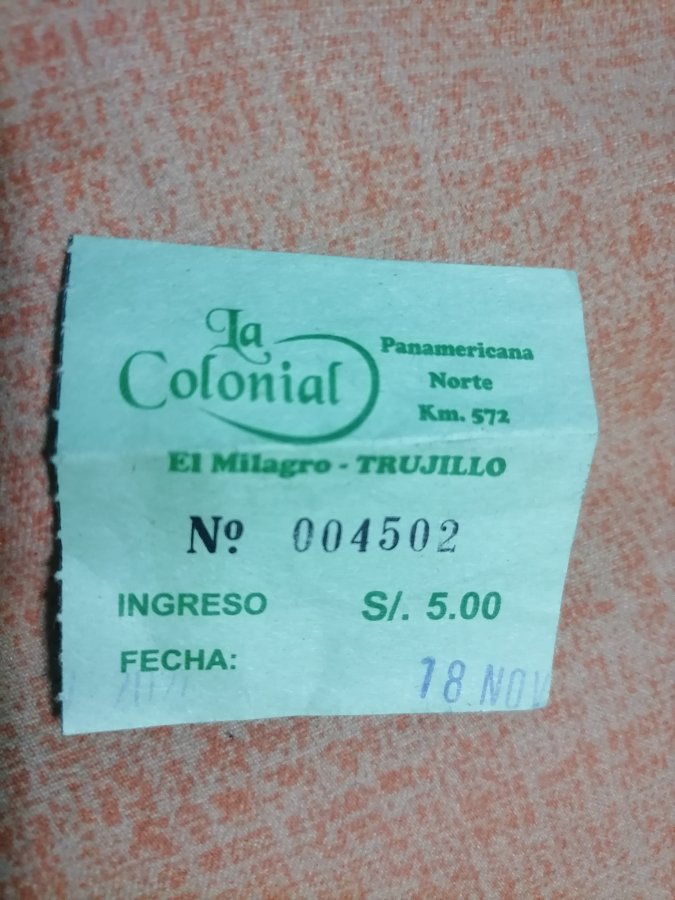 La
Colonial
Panamericana
Norte
Km. 572
El Milagro - TRUJILLO
Nº 004502
INGRESO S/. 5.00
FECHA:
18 NOV